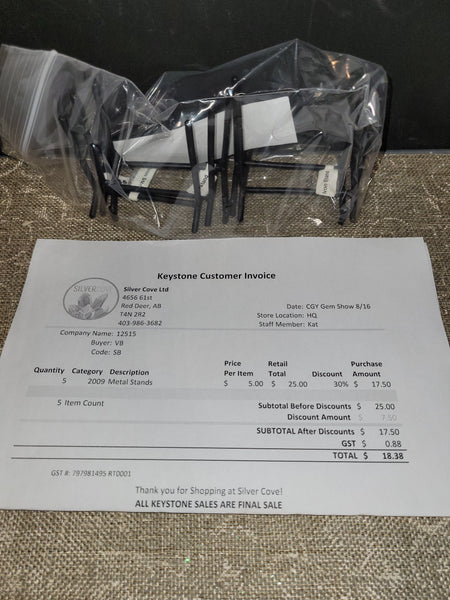 Keystone Customer Invoice
SILVERCOVE
Silver Cove Ltd
4656 61st
Red Deer, AB
T4N 2R2
403-986-3682
Date: CGY Gem Show 8/16
Store Location: HQ
Staff Member: Kat
Company Name: 12515
Buyer: VB
Code: SB
Quantity Category Description Price Per Item Retail Total Discount Purchase Amount
5 2009 Metal Stands $ 5.00 $ 25.00 30% $ 17.50
5 Item Count
Subtotal Before Discounts $ 25.00
Discount Amount $ 7.50
SUBTOTAL After Discounts $ 17.50
GST $ 0.88
TOTAL $ 18.38
GST #: 797981495 RT0001
Thank you for Shopping at Silver Cove!
ALL KEYSTONE SALES ARE FINAL SALE